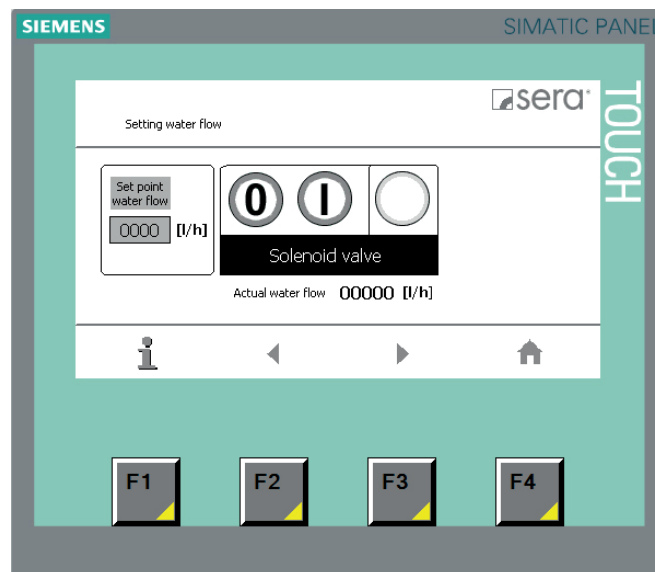 SIEMENS
SIMATIC PANEL
TOUCH
sera
Setting water flow
Set point
water flow
0000 [l/h]
0 I
Solenoid valve
Actual water flow 00000 [l/h]
i
F1 F2 F3 F4